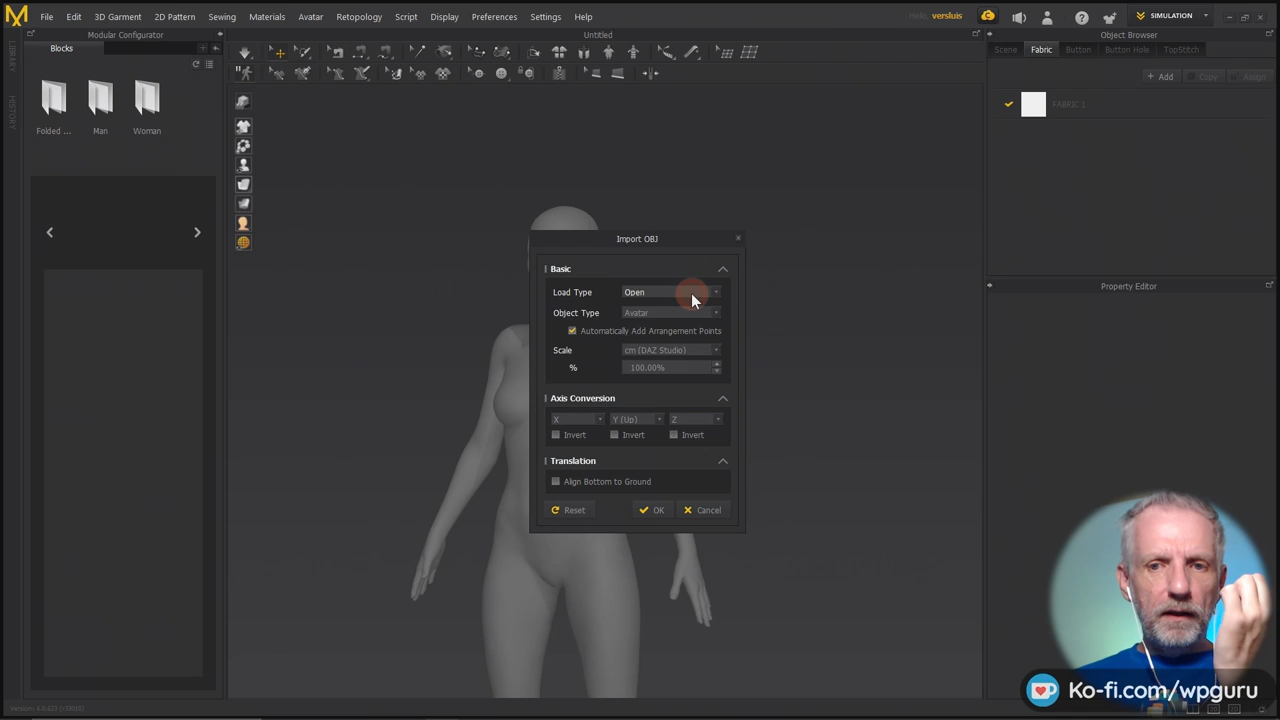 File Edit 3D Garment 2D Pattern Sewing Materials Avatar Retopology Script Display Preferences Settings Help
Hello, versluis
SIMULATION
LIBRARY
HISTORY
Modular Configurator
Blocks
Folded ... Man Woman
Untitled
Import OBJ
Basic
Load Type Open
Object Type Avatar
Automatically Add Arrangement Points
Scale cm (DAZ Studio)
% 100.00%
Axis Conversion
X Y (Up) Z
Invert Invert Invert
Translation
Align Bottom to Ground
Reset OK Cancel
Object Browser
Scene Fabric Button Button Hole TopStitch
+ Add Copy Assign
FABRIC 1
Property Editor
Ko-fi.com/wpguru